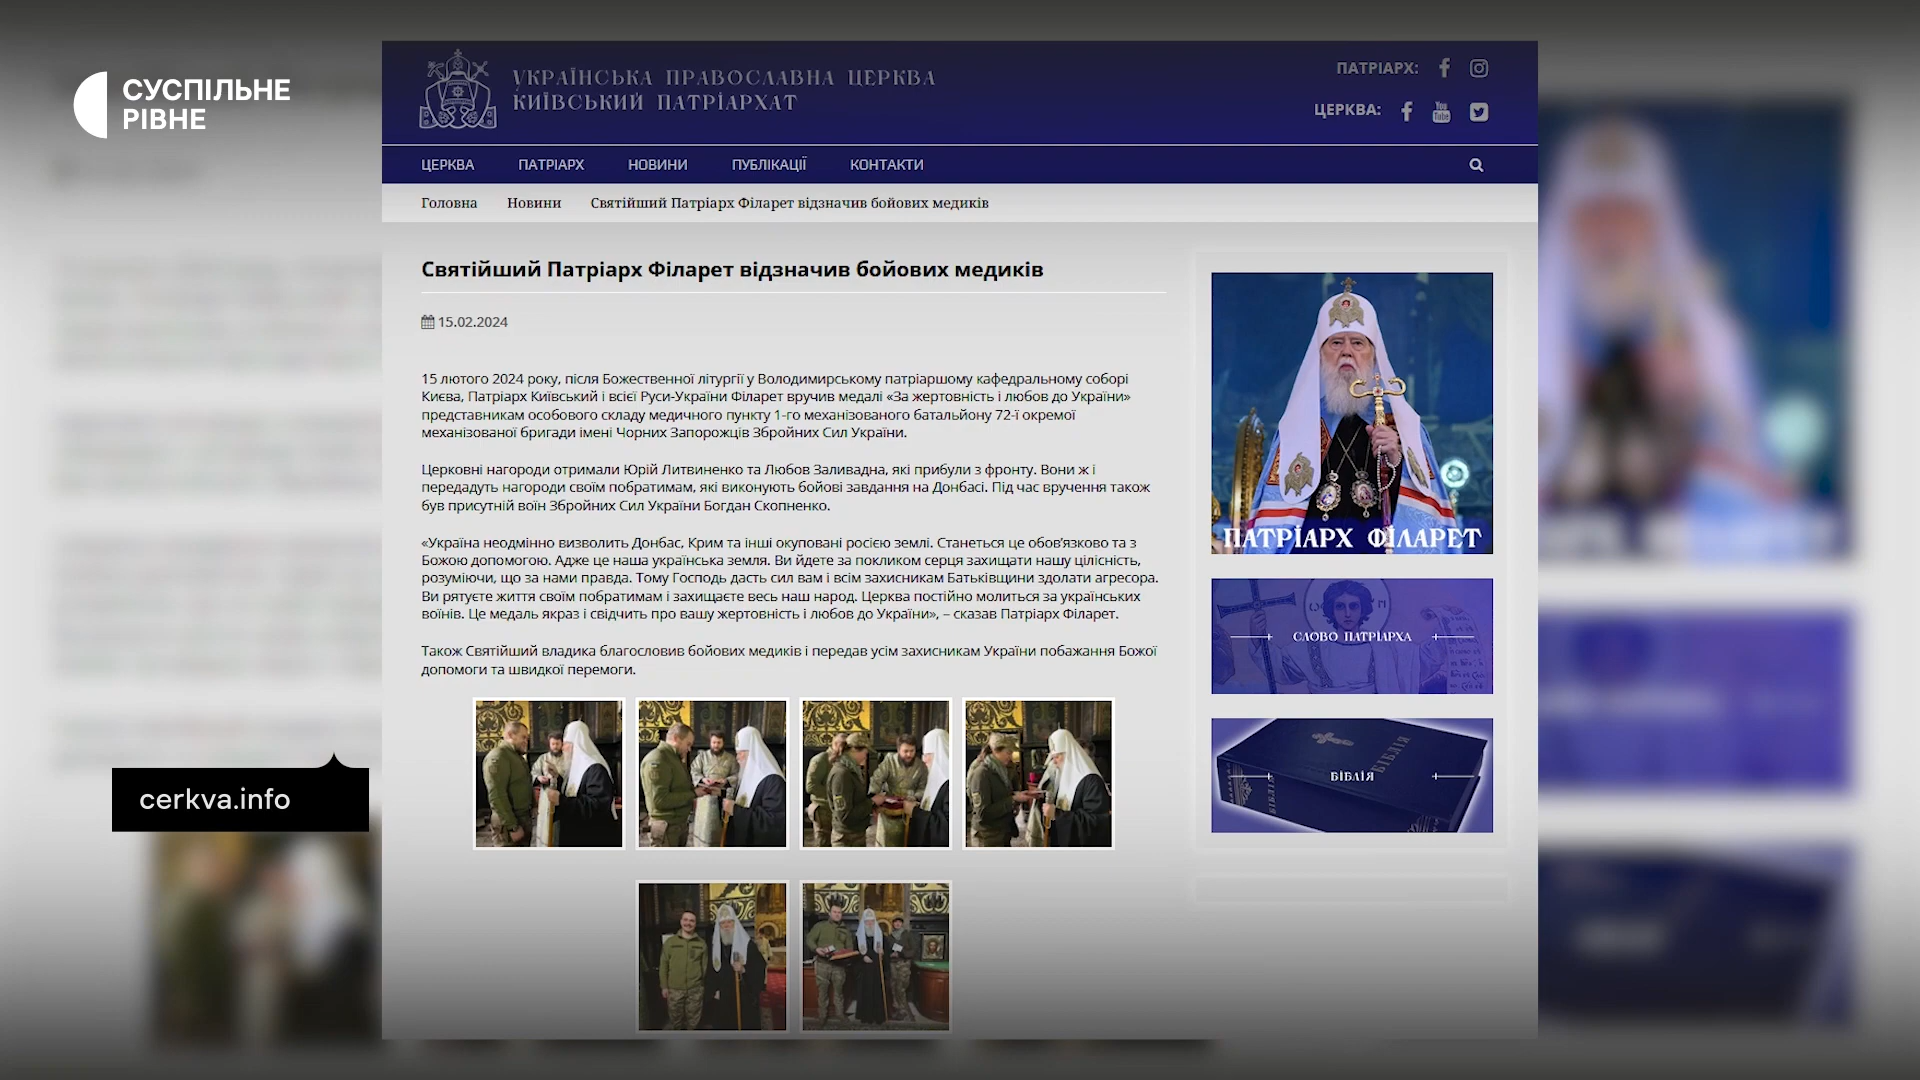 СУСПІЛЬНЕ
РІВНЕ
УКРАЇНСЬКА ПРАВОСЛАВНА ЦЕРКВА
КИЇВСЬКИЙ ПАТРІАРХАТ
ПАТРІАРХ:
ЦЕРКВА:
ЦЕРКВА ПАТРІАРХ НОВИНИ ПУБЛІКАЦІЇ КОНТАКТИ
Головна Новини Святійший Патріарх Філарет відзначив бойових медиків
Святійший Патріарх Філарет відзначив бойових медиків
15.02.2024
15 лютого 2024 року, після Божественної літургії у Володимирському патріаршому кафедральному соборі
Києва, Патріарх Київський і всієї Руси-України Філарет вручив медалі «За жертовність і любов до України»
представникам особового складу медичного пункту 1-го механізованого батальйону 72-ї окремої
механізованої бригади імені Чорних Запорожців Збройних Сил України.
Церковні нагороди отримали Юрій Литвиненко та Любов Заливадна, які прибули з фронту. Вони ж і
передадуть нагороди своїм побратимам, які виконують бойові завдання на Донбасі. Під час вручення також
був присутній воїн Збройних Сил України Богдан Скопненко.
«Україна неодмінно визволить Донбас, Крим та інші окуповані росією землі. Станеться це обов’язково та з
Божою допомогою. Адже це наша українська земля. Ви йдете за покликом серця захищати нашу цілісність,
розуміючи, що за нами правда. Тому Господь дасть сил вам і всім захисникам Батьківщини здолати агресора.
Ви рятуєте життя своїм побратимам і захищаєте весь наш народ. Церква постійно молиться за українських
воїнів. Це медаль якраз і свідчить про вашу жертовність і любов до України», – сказав Патріарх Філарет.
Також Святійший владика благословив бойових медиків і передав усім захисникам України побажання Божої
допомоги та швидкої перемоги.
ПАТРІАРХ ФІЛАРЕТ
СЛОВО ПАТРІАРХА
БІБЛІЯ
БІБЛІЯ
БІБЛІЯ
cerkva.info